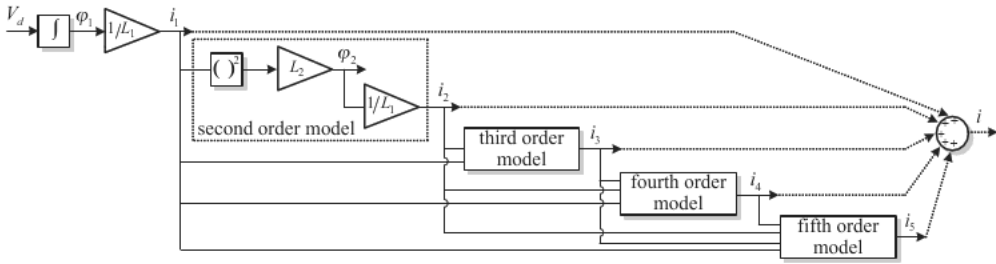 V_d
∫
φ_1
1/L_1
i_1
( )^2
L_2
φ_2
1/L_1
i_2
second order model
third order
model
i_3
fourth order
model
i_4
fifth order
model
i_5
++
+
++
i